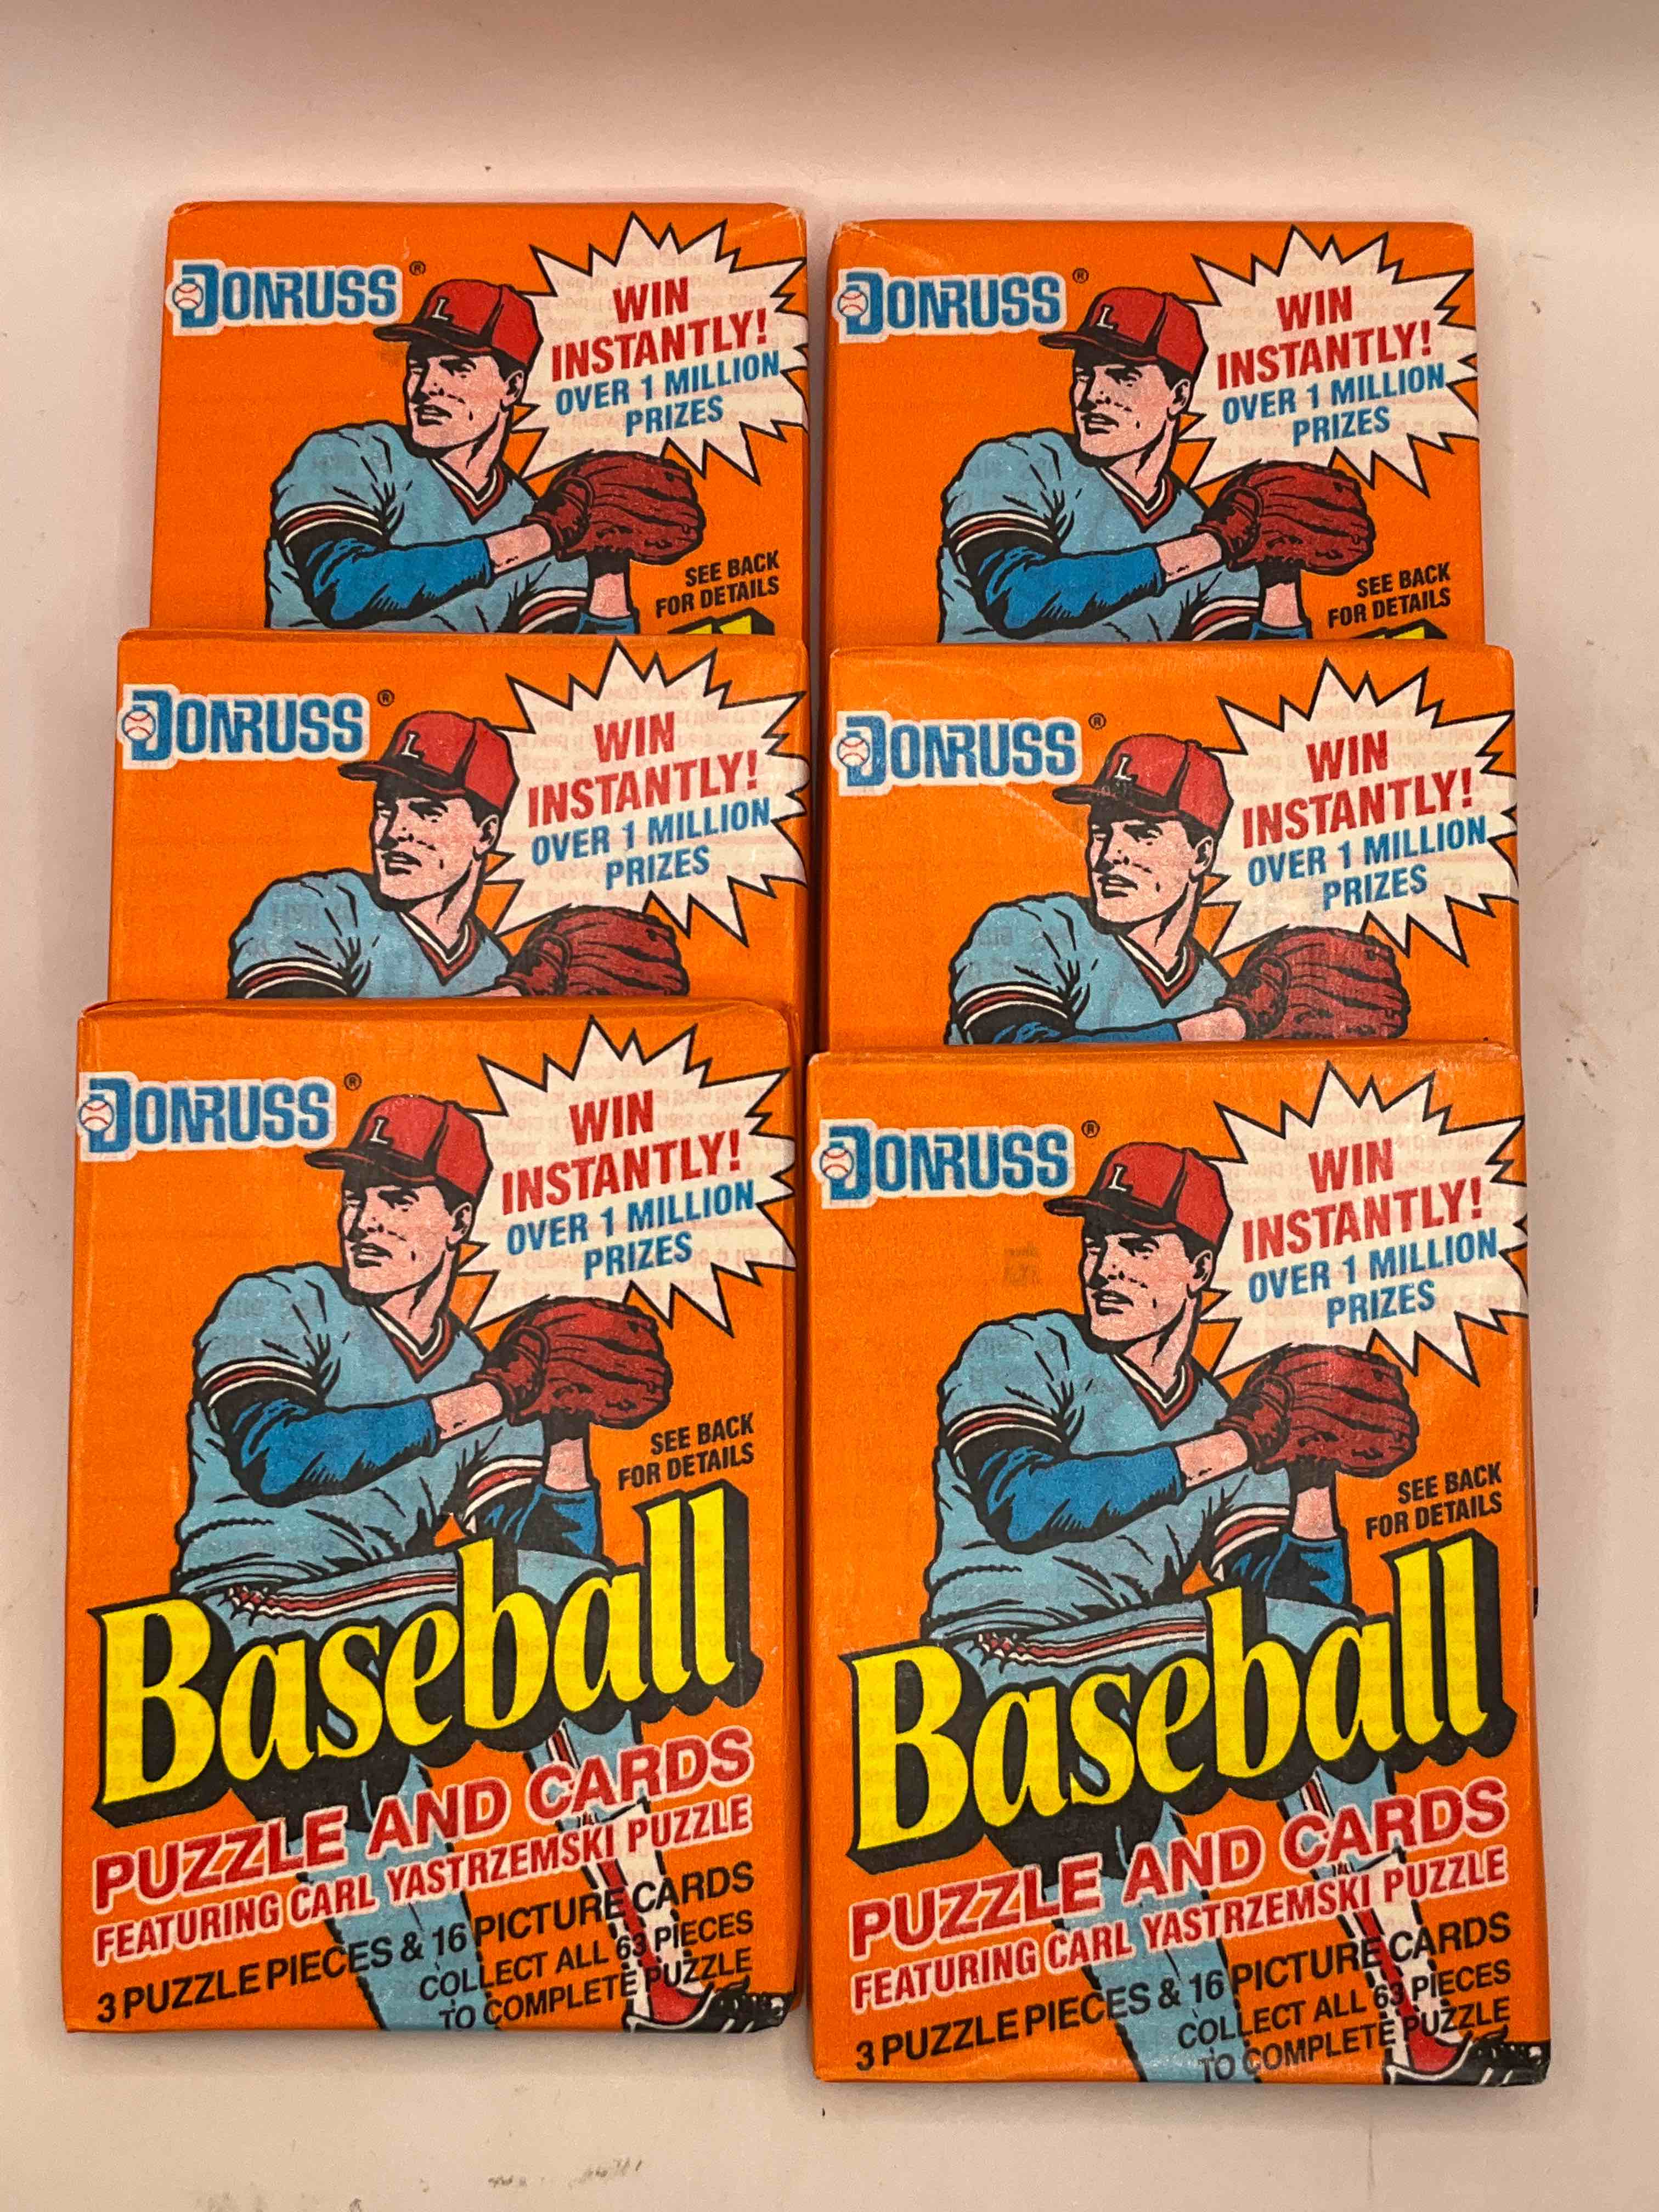 DONRUSS®
L
WIN
INSTANTLY!
OVER 1 MILLION
PRIZES
SEE BACK
FOR DETAILS
DONRUSS®
L
WIN
INSTANTLY!
OVER 1 MILLION
PRIZES
SEE BACK
FOR DETAILS
DONRUSS®
L
WIN
INSTANTLY!
OVER 1 MILLION
PRIZES
DONRUSS®
L
WIN
INSTANTLY!
OVER 1 MILLION
PRIZES
DONRUSS®
L
WIN
INSTANTLY!
OVER 1 MILLION
PRIZES
SEE BACK
FOR DETAILS
Baseball
PUZZLE AND CARDS
FEATURING CARL YASTRZEMSKI PUZZLE
3 PUZZLE PIECES & 16 PICTURE CARDS
COLLECT ALL 63 PIECES
TO COMPLETE PUZZLE
DONRUSS®
L
WIN
INSTANTLY!
OVER 1 MILLION
PRIZES
SEE BACK
FOR DETAILS
Baseball
PUZZLE AND CARDS
FEATURING CARL YASTRZEMSKI PUZZLE
3 PUZZLE PIECES & 16 PICTURE CARDS
COLLECT ALL 63 PIECES
TO COMPLETE PUZZLE